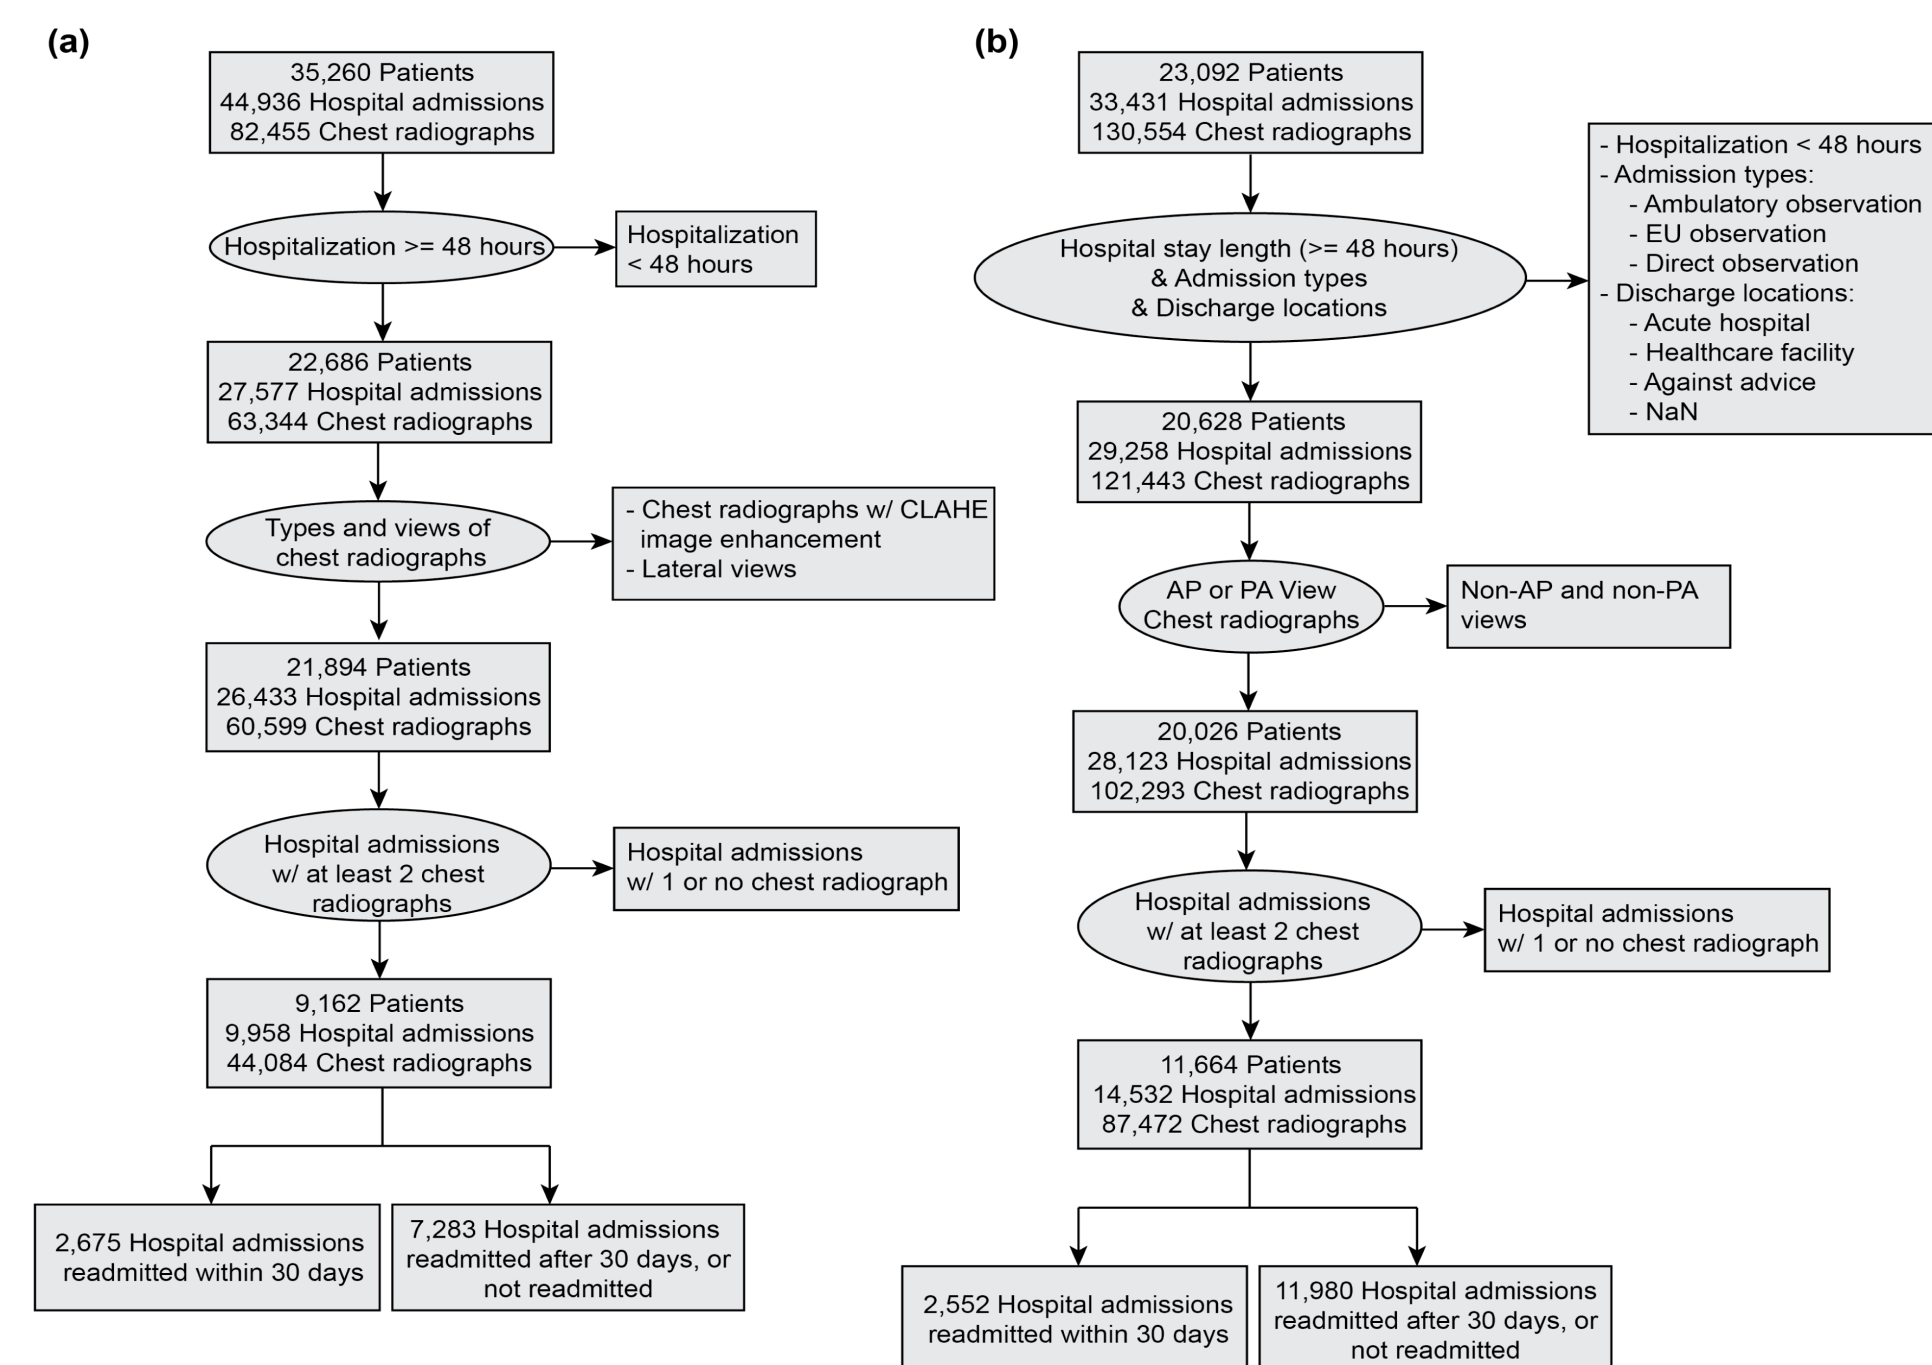 (a)
35,260 Patients
44,936 Hospital admissions
82,455 Chest radiographs
Hospitalization >= 48 hours
Hospitalization
< 48 hours
22,686 Patients
27,577 Hospital admissions
63,344 Chest radiographs
Types and views of
chest radiographs
- Chest radiographs w/ CLAHE
image enhancement
- Lateral views
21,894 Patients
26,433 Hospital admissions
60,599 Chest radiographs
Hospital admissions
w/ at least 2 chest
radiographs
Hospital admissions
w/ 1 or no chest radiograph
9,162 Patients
9,958 Hospital admissions
44,084 Chest radiographs
2,675 Hospital admissions
readmitted within 30 days
7,283 Hospital admissions
readmitted after 30 days, or
not readmitted
(b)
23,092 Patients
33,431 Hospital admissions
130,554 Chest radiographs
Hospital stay length (>= 48 hours)
& Admission types
& Discharge locations
- Hospitalization < 48 hours
- Admission types:
- Ambulatory observation
- EU observation
- Direct observation
- Discharge locations:
- Acute hospital
- Healthcare facility
- Against advice
- NaN
20,628 Patients
29,258 Hospital admissions
121,443 Chest radiographs
AP or PA View
Chest radiographs
Non-AP and non-PA
views
20,026 Patients
28,123 Hospital admissions
102,293 Chest radiographs
Hospital admissions
w/ at least 2 chest
radiographs
Hospital admissions
w/ 1 or no chest radiograph
11,664 Patients
14,532 Hospital admissions
87,472 Chest radiographs
2,552 Hospital admissions
readmitted within 30 days
11,980 Hospital admissions
readmitted after 30 days, or
not readmitted